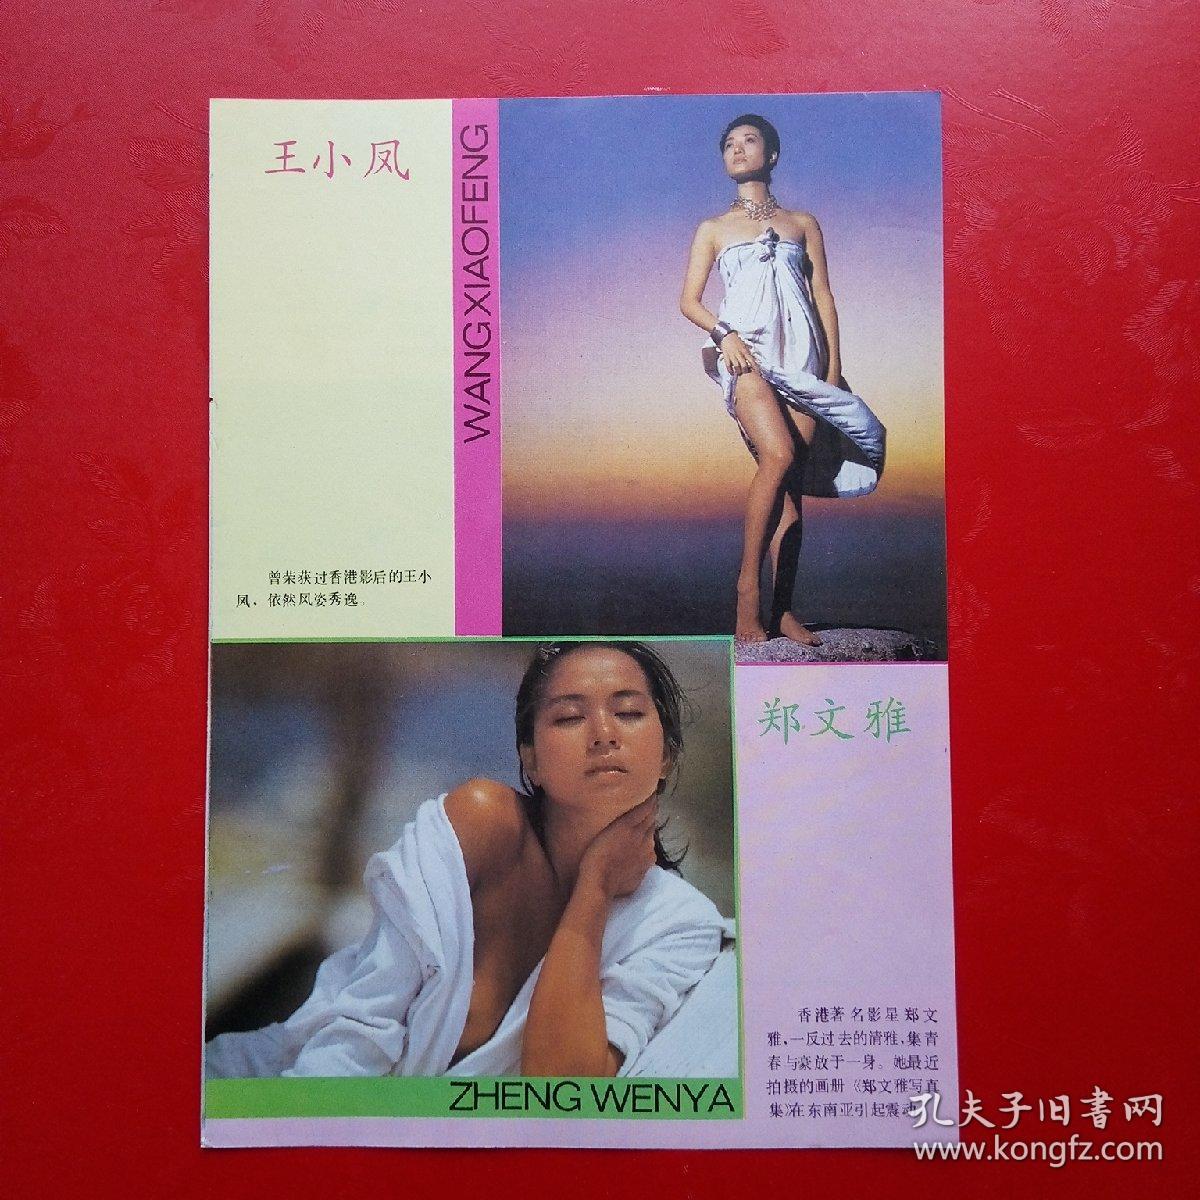 王小凤
WANGXIAOFENG
曾荣获过香港影后的王小
凤，依然风姿秀逸。
郑文雅
香港著名影星郑文
雅，一反过去的清雅，集青
春与豪放于一身。她最近
拍摄的画册《郑文雅写真
集》在东南亚引起震动
ZHENG WENYA
孔夫子旧書网
www.kongfz.com